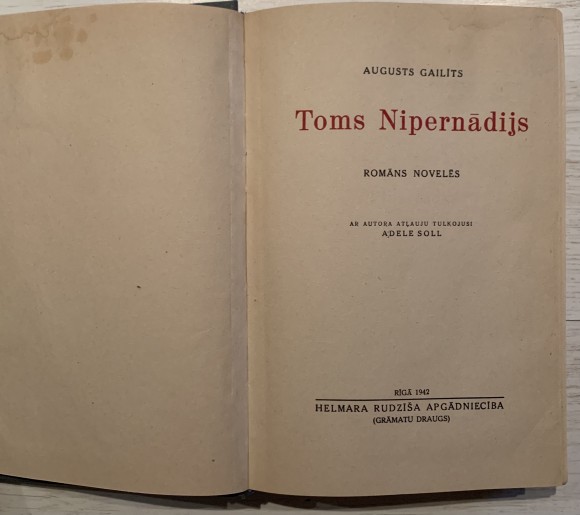 AUGUSTS GAILĪTS
Toms Nipernādijs
ROMĀNS NOVELĒS
AR AUTORA ATĻAUJU TULKOJUSI
ADELE SOLL
RĪGĀ 1942
HELMARA RUDZĪŠA APGĀDNIECĪBA
(GRĀMATU DRAUGS)